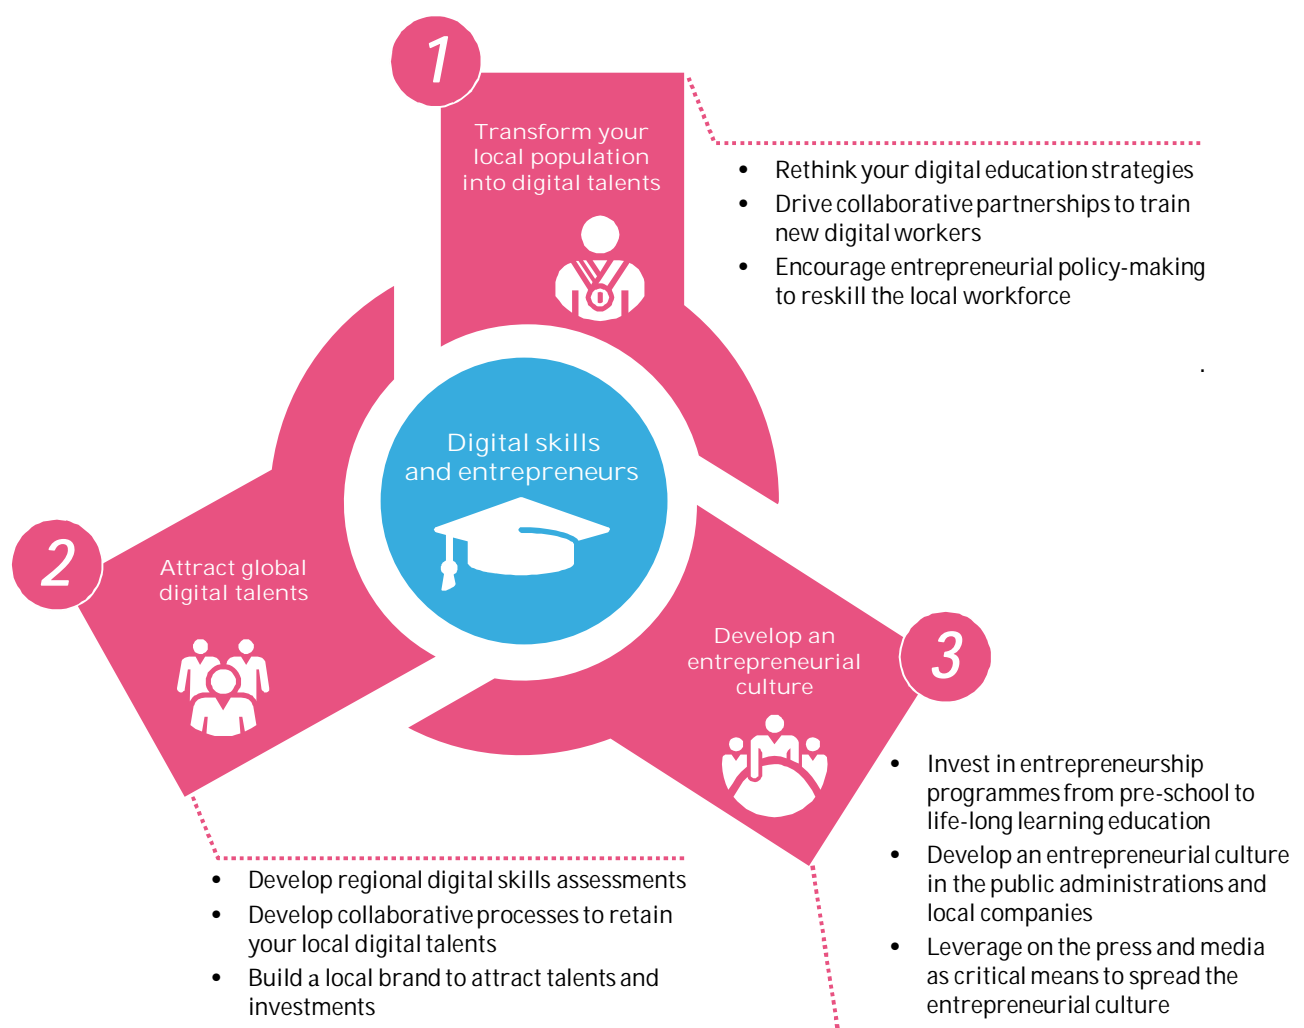 1
Transform your
local population
into digital talents
• Rethink your digital education strategies
• Drive collaborative partnerships to train
new digital workers
• Encourage entrepreneurial policy-making
to reskill the local workforce
.
Digital skills
and entrepreneurs
2
Attract global
digital talents
• Develop regional digital skills assessments
• Develop collaborative processes to retain
your local digital talents
• Build a local brand to attract talents and
investments
3
Develop an
entrepreneurial
culture
• Invest in entrepreneurship
programmes from pre-school to
life-long learning education
• Develop an entrepreneurial culture
in the public administrations and
local companies
• Leverage on the press and media
as critical means to spread the
entrepreneurial culture